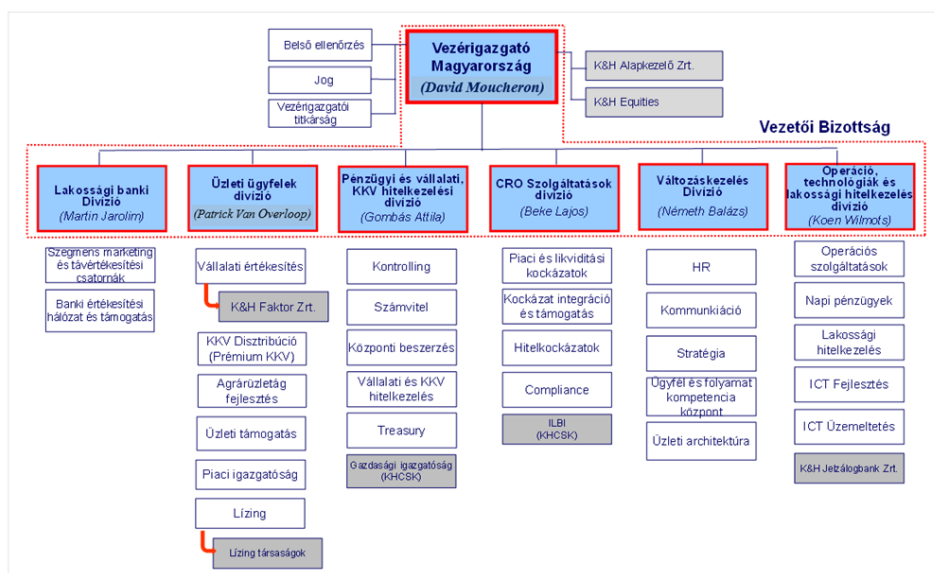 Belső ellenőrzés
Jog
Vezérigazgatói
titkárság
Vezérigazgató
Magyarország
(David Moucheron)
K&H Alapkezelő Zrt.
K&H Equities
Vezetői Bizottság
Lakossági banki
Divízió
(Martin Jarolim)
Üzleti ügyfelek
divízió
(Patrick Van Overloop)
Pénzügyi és vállalati,
KKV hitelkezelési
divízió
(Gombás Attila)
CRO Szolgáltatások
divízió
(Beke Lajos)
Változáskezelés
Divízió
(Németh Balázs)
Operáció,
technológiák és
lakossági hitelkezelés
divízió
(Koen Wilmots)
Szegmens marketing
és távértékesítési
csatornák
Banki értékesítési
hálózat és támogatás
Vállalati értékesítés
K&H Faktor Zrt.
KKV Disztribúció
(Prémium KKV)
Agrárüzletág
fejlesztés
Üzleti támogatás
Piaci igazgatóság
Lízing
Lízing társaságok
Kontrolling
Számvitel
Központi beszerzés
Vállalati és KKV
hitelkezelés
Treasury
Gazdasági igazgatóság
(KHCSK)
Piaci és likviditási
kockázatok
Kockázat integráció
és támogatás
Hitelkockázatok
Compliance
ILBI
(KHCSK)
HR
Kommunkiáció
Stratégia
Ügyfél és folyamat
kompetencia
központ
Üzleti architektúra
Operációs
szolgáltatások
Napi pénzügyek
Lakossági
hitelkezelés
ICT Fejlesztés
ICT Üzemeltetés
K&H Jelzálogbank Zrt.